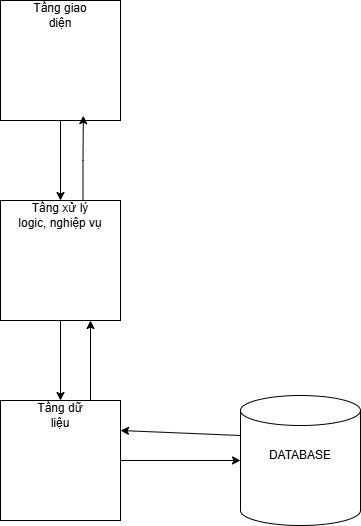 Tầng giao
diện
Tầng xử lý
logic, nghiệp vụ
Tầng dữ
liệu
DATABASE